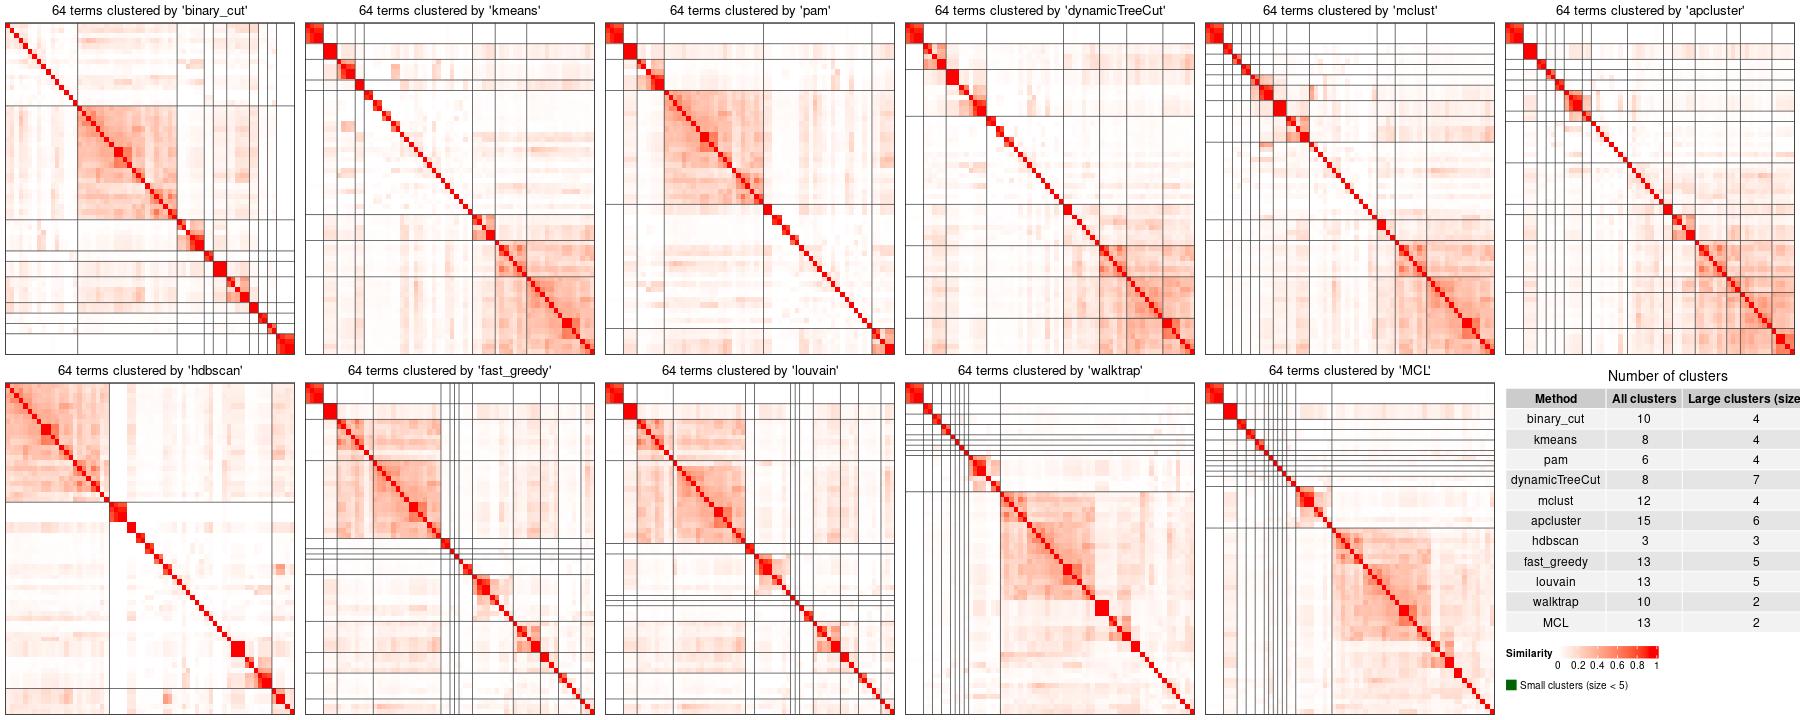 64 terms clustered by 'binary_cut'
64 terms clustered by 'kmeans'
64 terms clustered by 'pam'
64 terms clustered by 'dynamicTreeCut'
64 terms clustered by 'mclust'
64 terms clustered by 'apcluster'
64 terms clustered by 'hdbscan'
64 terms clustered by 'fast_greedy'
64 terms clustered by 'louvain'
64 terms clustered by 'walktrap'
64 terms clustered by 'MCL'
Number of clusters
Method All clusters Large clusters (size
binary_cut 10 4
kmeans 8 4
pam 6 4
dynamicTreeCut 8 7
mclust 12 4
apcluster 15 6
hdbscan 3 3
fast_greedy 13 5
louvain 13 5
walktrap 10 2
MCL 13 2
Similarity
0 0.2 0.4 0.6 0.8 1
Small clusters (size < 5)